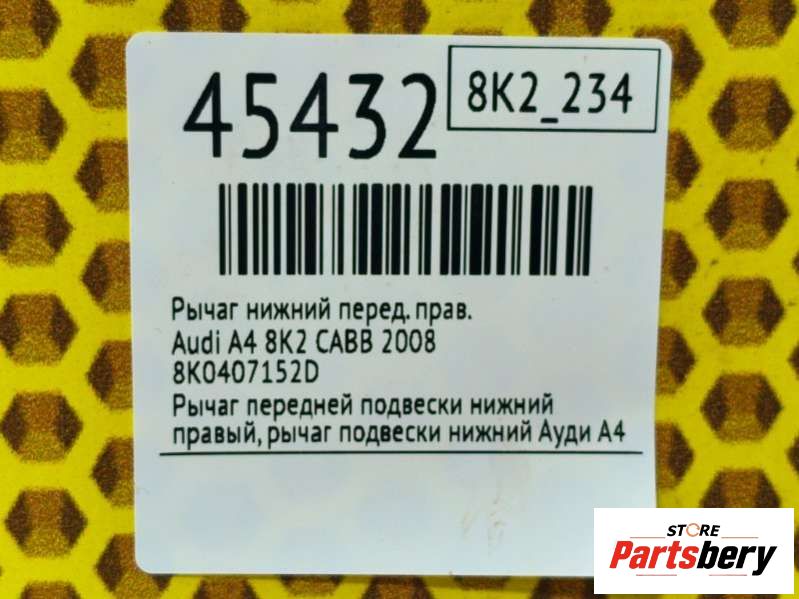 45432
8K2_234
Рычаг нижний перед. прав.
Audi A4 8K2 CABB 2008
8K0407152D
Рычаг передней подвески нижний
правый, рычаг подвески нижний Ауди А4
STORE
Partsbery